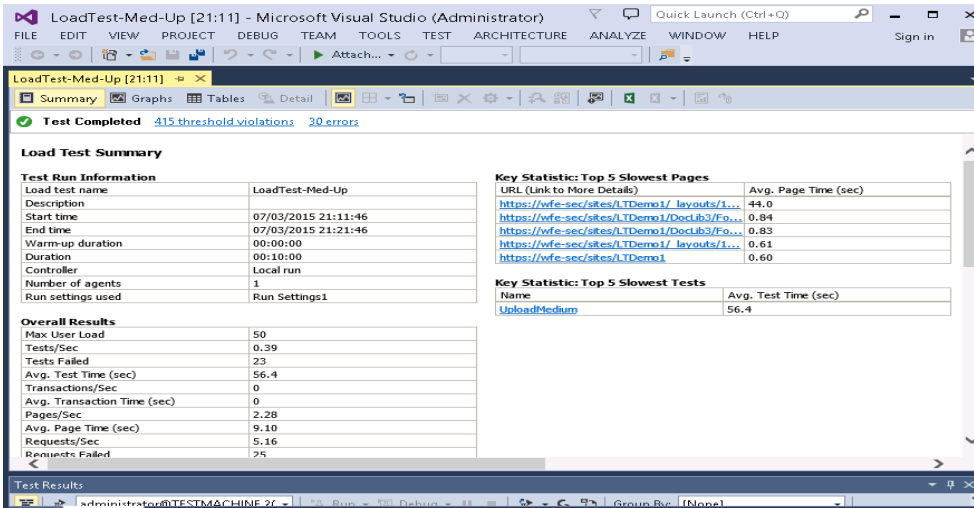 LoadTest-Med-Up [21:11] - Microsoft Visual Studio (Administrator)
Quick Launch (Ctrl+Q)
FILE EDIT VIEW PROJECT DEBUG TEAM TOOLS TEST ARCHITECTURE ANALYZE WINDOW HELP
Sign in
Attach...
LoadTest-Med-Up [21:11]
Summary Graphs Tables Detail
Test Completed 415 threshold violations 30 errors
Load Test Summary
Test Run Information
Load test name LoadTest-Med-Up
Description
Start time 07/03/2015 21:11:46
End time 07/03/2015 21:21:46
Warm-up duration 00:00:00
Duration 00:10:00
Controller Local run
Number of agents 1
Run settings used Run Settings1
Overall Results
Max User Load 50
Tests/Sec 0.39
Tests Failed 23
Avg. Test Time (sec) 56.4
Transactions/Sec 0
Avg. Transaction Time (sec) 0
Pages/Sec 2.28
Avg. Page Time (sec) 9.10
Requests/Sec 5.16
Requests Failed 25
Key Statistic: Top 5 Slowest Pages
URL (Link to More Details) Avg. Page Time (sec)
https://wfe-sec/sites/LTDemo1/_layouts/1... 44.0
https://wfe-sec/sites/LTDemo1/DocLib3/Fo... 0.84
https://wfe-sec/sites/LTDemo1/DocLib3/Fo... 0.83
https://wfe-sec/sites/LTDemo1/_layouts/1... 0.61
https://wfe-sec/sites/LTDemo1 0.60
Key Statistic: Top 5 Slowest Tests
Name Avg. Test Time (sec)
UploadMedium 56.4
Test Results
administrator@TESTMACHINE 2( Run Debug Group By: [None]